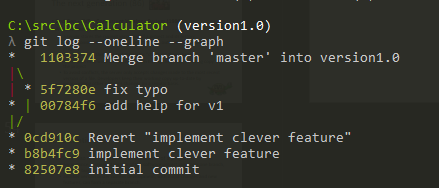 C:\src\bc\Calculator (version1.0)
λ git log --oneline --graph
*   1103374 Merge branch 'master' into version1.0
|\
| * 5f7280e fix typo
* | 00784f6 add help for v1
|/
* 0cd910c Revert "implement clever feature"
* b8b4fc9 implement clever feature
* 82507e8 initial commit